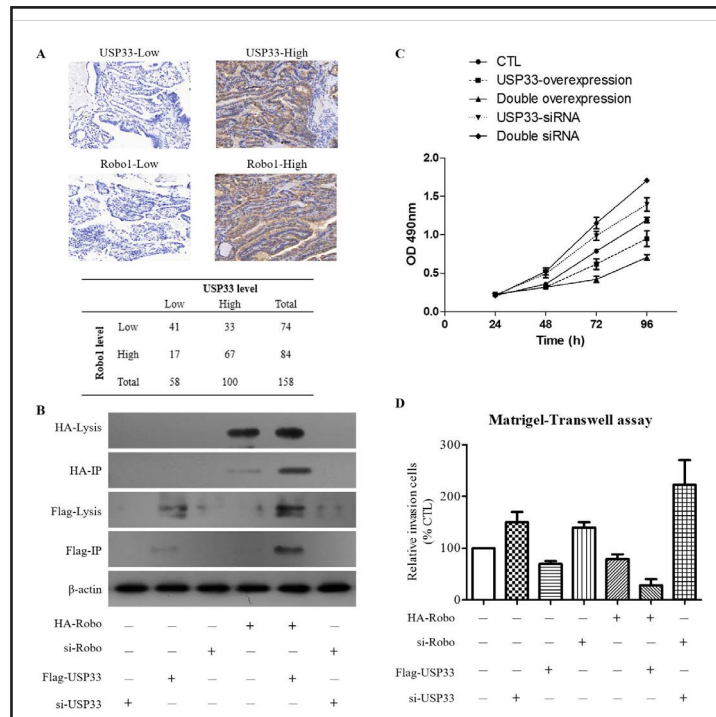 A
USP33-Low USP33-High
Robo1-Low Robo1-High
USP33 level
Low High Total
Robo1 level
Low 41 33 74
High 17 67 84
Total 58 100 158
B
HA-Lysis
HA-IP
Flag-Lysis
Flag-IP
β-actin
HA-Robo — — — + + —
si-Robo — — + — — +
Flag-USP33 — + — — + —
si-USP33 + — — — — +
C
CTL
USP33-overexpression
Double overexpression
USP33-siRNA
Double siRNA
OD 490nm
2.0
1.5
1.0
0.5
0.0
0 24 48 72 96
Time (h)
D
Matrigel-Transwell assay
Relative invasion cells
(% CTL)
300
200
150
100
50
0
HA-Robo — — — — + + —
si-Robo — — — + — — +
Flag-USP33 — — + — — + —
si-USP33 — + — — — — +